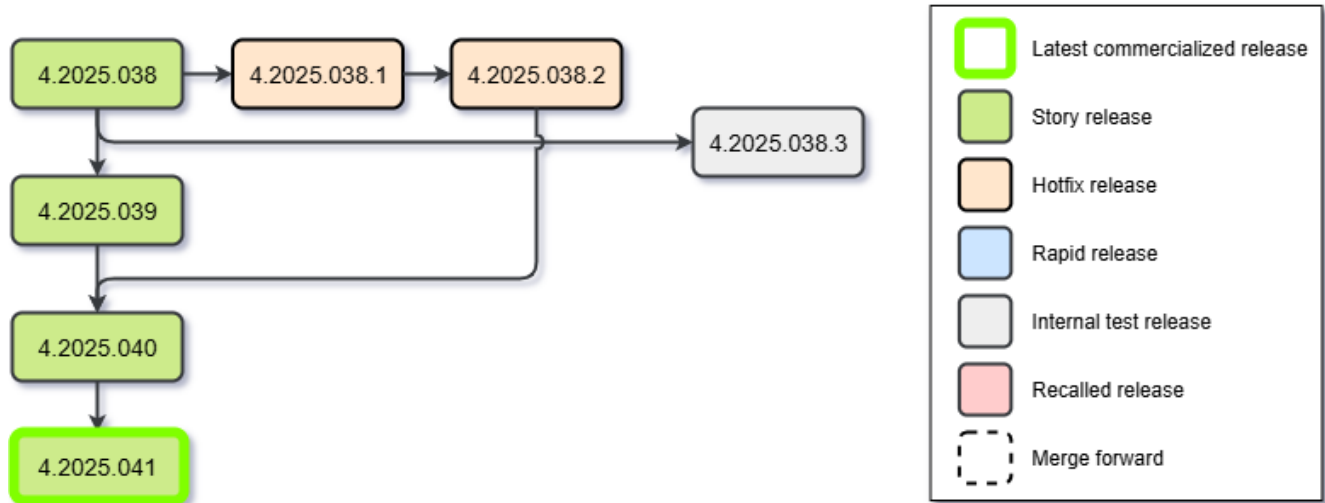 4.2025.038
4.2025.038.1
4.2025.038.2
4.2025.038.3
4.2025.039
4.2025.040
4.2025.041
Latest commercialized release
Story release
Hotfix release
Rapid release
Internal test release
Recalled release
Merge forward